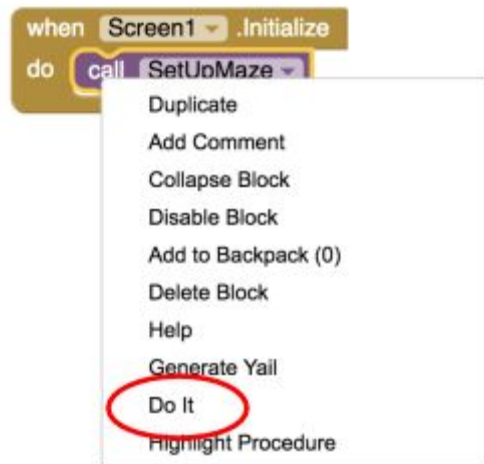 when Screen1 .Initialize
do call SetUpMaze
Duplicate
Add Comment
Collapse Block
Disable Block
Add to Backpack (0)
Delete Block
Help
Generate Yail
Do It
Highlight Procedure